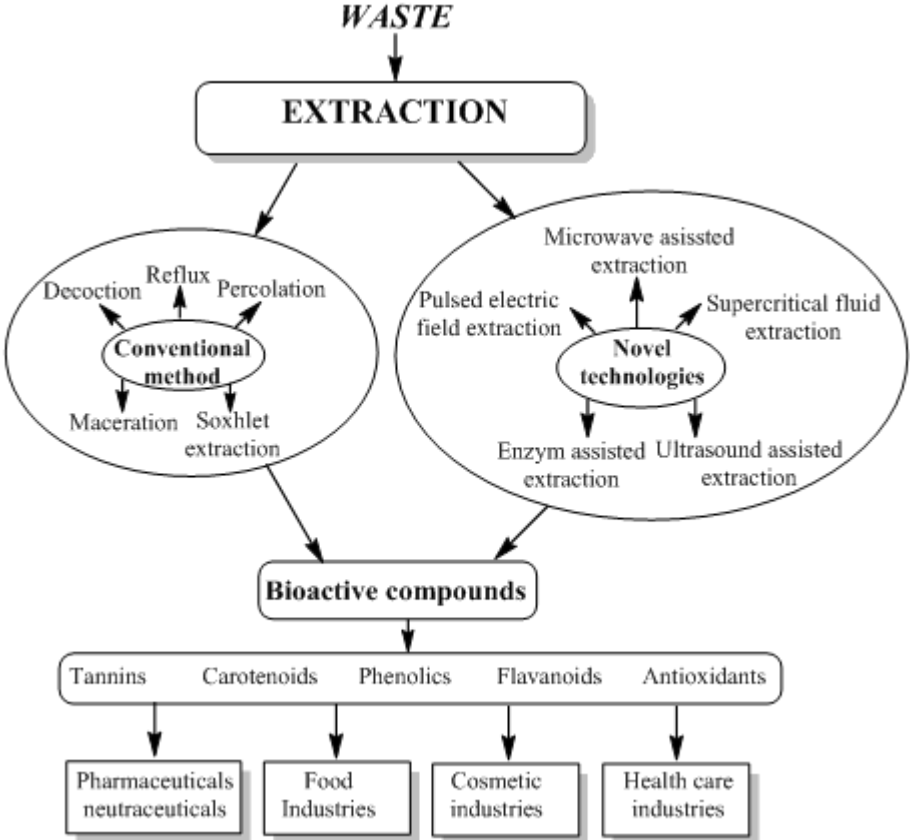 WASTE
EXTRACTION
Decoction
Reflux
Percolation
Conventional
method
Maceration
Soxhlet
extraction
Microwave asissted
extraction
Pulsed electric
field extraction
Supercritical fluid
extraction
Novel
technologies
Enzym assisted
extraction
Ultrasound assisted
extraction
Bioactive compounds
Tannins Carotenoids Phenolics Flavanoids Antioxidants
Pharmaceuticals
neutraceuticals
Food
Industries
Cosmetic
industries
Health care
industries